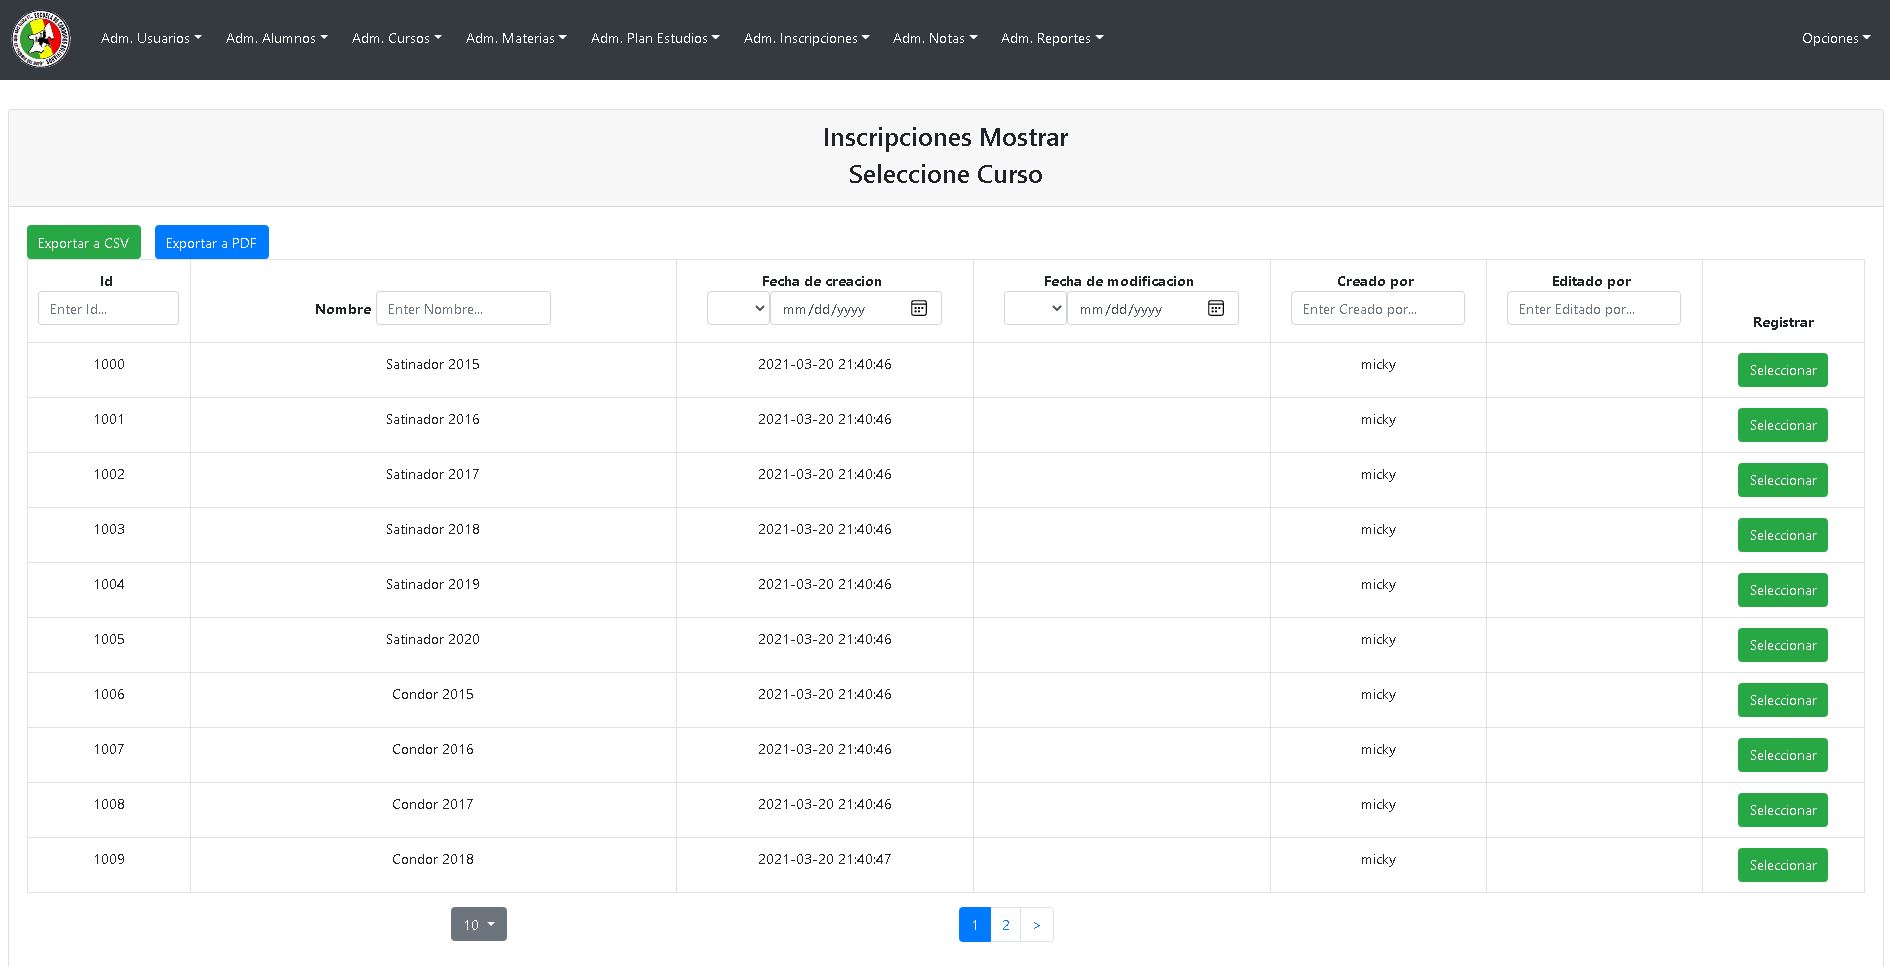 Adm. Usuarios Adm. Alumnos Adm. Cursos Adm. Materias Adm. Plan Estudios Adm. Inscripciones Adm. Notas Adm. Reportes Opciones
Inscripciones Mostrar
Seleccione Curso
Exportar a CSV Exportar a PDF
Id Nombre Fecha de creacion Fecha de modificacion Creado por Editado por Registrar
Enter Id... Enter Nombre... mm/dd/yyyy mm/dd/yyyy Enter Creado por... Enter Editado por...
1000 Satinador 2015 2021-03-20 21:40:46 micky Seleccionar
1001 Satinador 2016 2021-03-20 21:40:46 micky Seleccionar
1002 Satinador 2017 2021-03-20 21:40:46 micky Seleccionar
1003 Satinador 2018 2021-03-20 21:40:46 micky Seleccionar
1004 Satinador 2019 2021-03-20 21:40:46 micky Seleccionar
1005 Satinador 2020 2021-03-20 21:40:46 micky Seleccionar
1006 Condor 2015 2021-03-20 21:40:46 micky Seleccionar
1007 Condor 2016 2021-03-20 21:40:46 micky Seleccionar
1008 Condor 2017 2021-03-20 21:40:46 micky Seleccionar
1009 Condor 2018 2021-03-20 21:40:47 micky Seleccionar
10 1 2 >